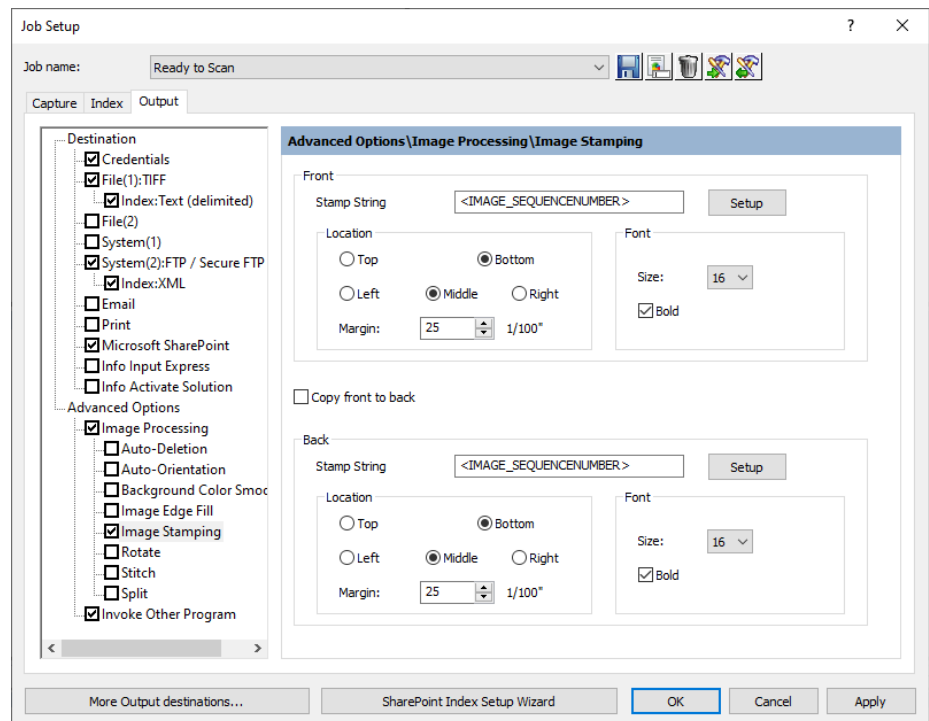 Job Setup
?
Job name:
Ready to Scan
Capture
Index
Output
Destination
Credentials
File(1):TIFF
Index:Text (delimited)
File(2)
System(1)
System(2):FTP / Secure FTP
Index:XML
Email
Print
Microsoft SharePoint
Info Input Express
Info Activate Solution
Advanced Options
Image Processing
Auto-Deletion
Auto-Orientation
Background Color Smoc
Image Edge Fill
Image Stamping
Rotate
Stitch
Split
Invoke Other Program
Advanced Options\Image Processing\Image Stamping
Front
Stamp String
<IMAGE_SEQUENCENUMBER>
Setup
Location
Top
Bottom
Left
Middle
Right
Margin:
25
1/100"
Font
Size:
16
Bold
Copy front to back
Back
Stamp String
<IMAGE_SEQUENCENUMBER>
Setup
Location
Top
Bottom
Left
Middle
Right
Margin:
25
1/100"
Font
Size:
16
Bold
More Output destinations...
SharePoint Index Setup Wizard
OK
Cancel
Apply